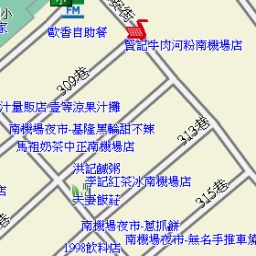 小
家
FM
歐香自助餐
賢記牛肉河粉南機場店
309巷
汁量販店
壹等涼果汁攤
南機場夜市-基隆黑輪甜不辣
313巷
馬祖奶茶中正南機場店
洪記鹹粥
李記紅茶冰南機場店
夫妻飯莊
315巷
南機場夜市-蔥抓餅
南機場夜市-無名手推車
1998飲料店